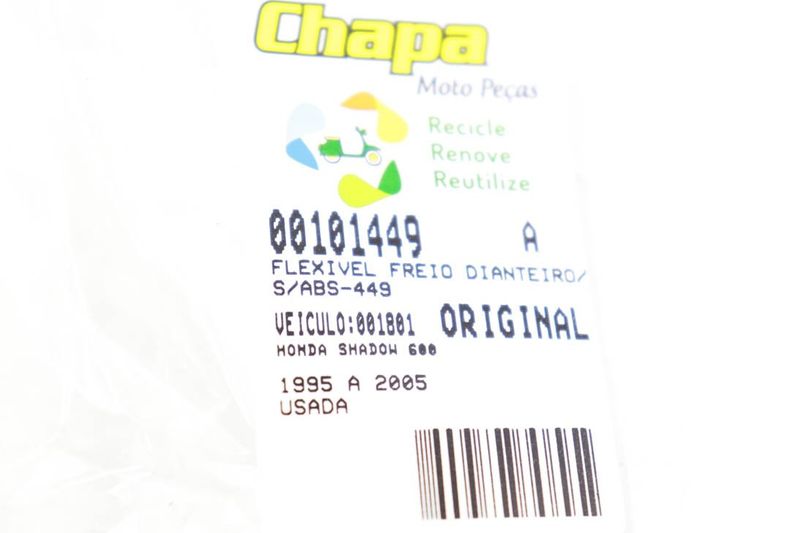 Chapa
Moto Peças
Recicle
Renove
Reutilize
00101449 A
FLEXIVEL FREIO DIANTEIRO/
S/ABS-449
VEICULO:001801 ORIGINAL
HONDA SHADOW 600
1995 A 2005
USADA